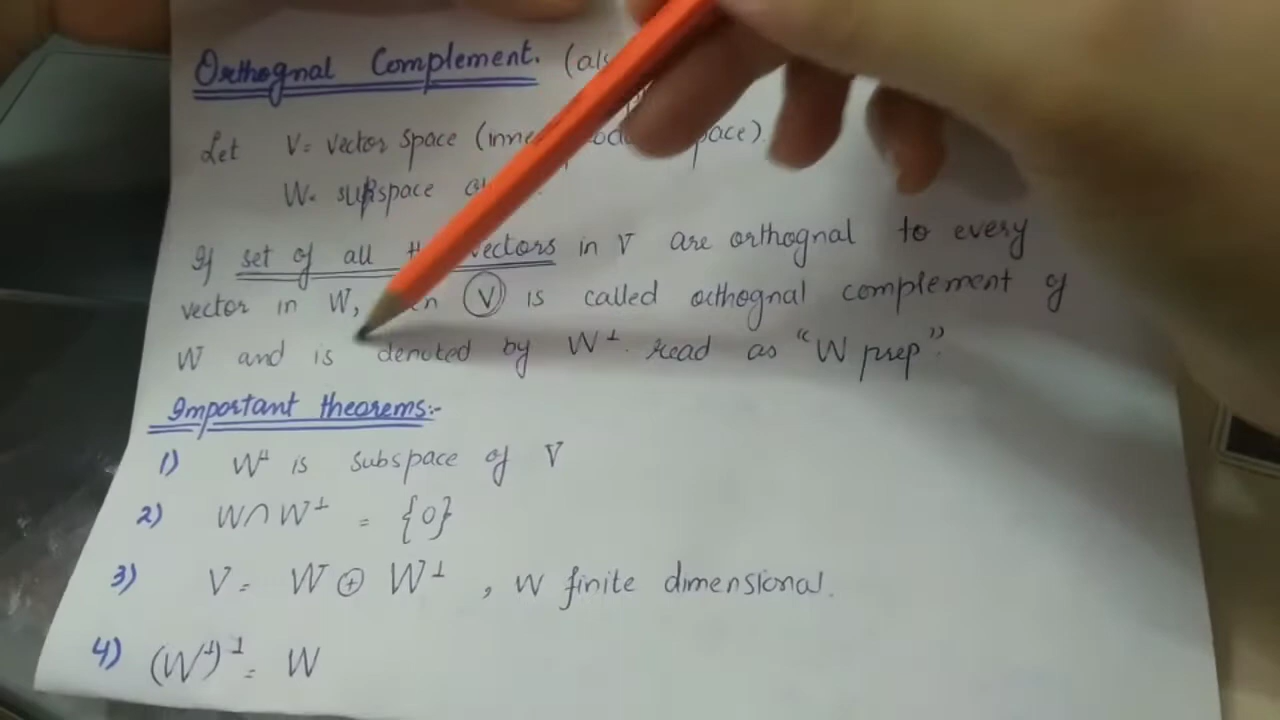 Orthognal Complement. (als
Let V= vector space (inne space).
W= subspace
If set of all vectors in V are orthognal to every
vector in W, V is called orthognal complement of
W and is denoted by W⊥. read as "W prep".
Important theorems:-
1) W⊥ is subspace of V
2) W∩W⊥ = {0}
3) V= W ⊕ W⊥, W finite dimensional.
4) (W⊥)⊥ = W